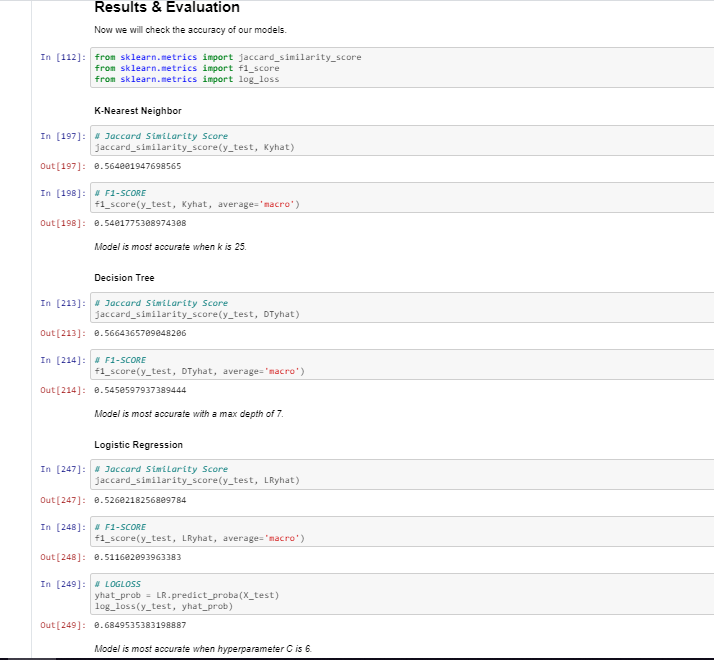 Results & Evaluation
Now we will check the accuracy of our models.
In [112]: from sklearn.metrics import jaccard_similarity_score
from sklearn.metrics import f1_score
from sklearn.metrics import log_loss
K-Nearest Neighbor
In [197]: # Jaccard Similarity Score
jaccard_similarity_score(y_test, Kyhat)
Out[197]: 0.564001947698565
In [198]: # F1-SCORE
f1_score(y_test, Kyhat, average='macro')
Out[198]: 0.5401775308974308
Model is most accurate when k is 25.
Decision Tree
In [213]: # Jaccard Similarity Score
jaccard_similarity_score(y_test, DTyhat)
Out[213]: 0.5664365709048206
In [214]: # F1-SCORE
f1_score(y_test, DTyhat, average='macro')
Out[214]: 0.5450597937389444
Model is most accurate with a max depth of 7.
Logistic Regression
In [247]: # Jaccard Similarity Score
jaccard_similarity_score(y_test, LRyhat)
Out[247]: 0.5260218256809784
In [248]: # F1-SCORE
f1_score(y_test, LRyhat, average='macro')
Out[248]: 0.511602093963383
In [249]: # LOGLOSS
yhat_prob = LR.predict_proba(X_test)
log_loss(y_test, yhat_prob)
Out[249]: 0.6849535383198887
Model is most accurate when hyperparameter C is 6.